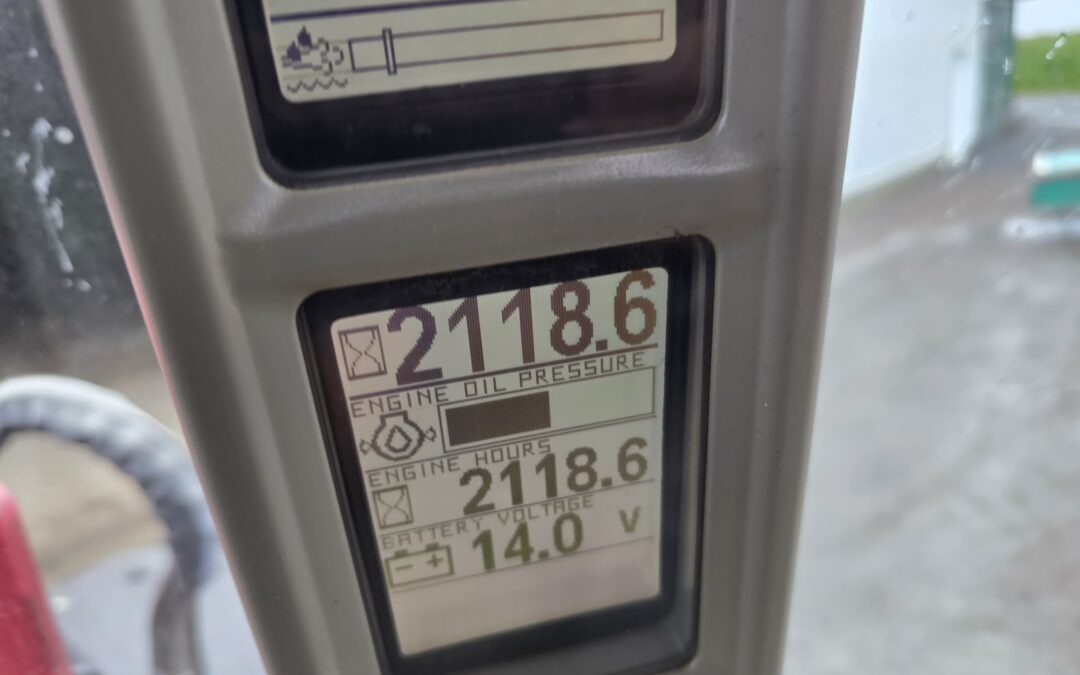 2118.6
ENGINE OIL PRESSURE
ENGINE HOURS
2118.6
BATTERY VOLTAGE
14.0 V